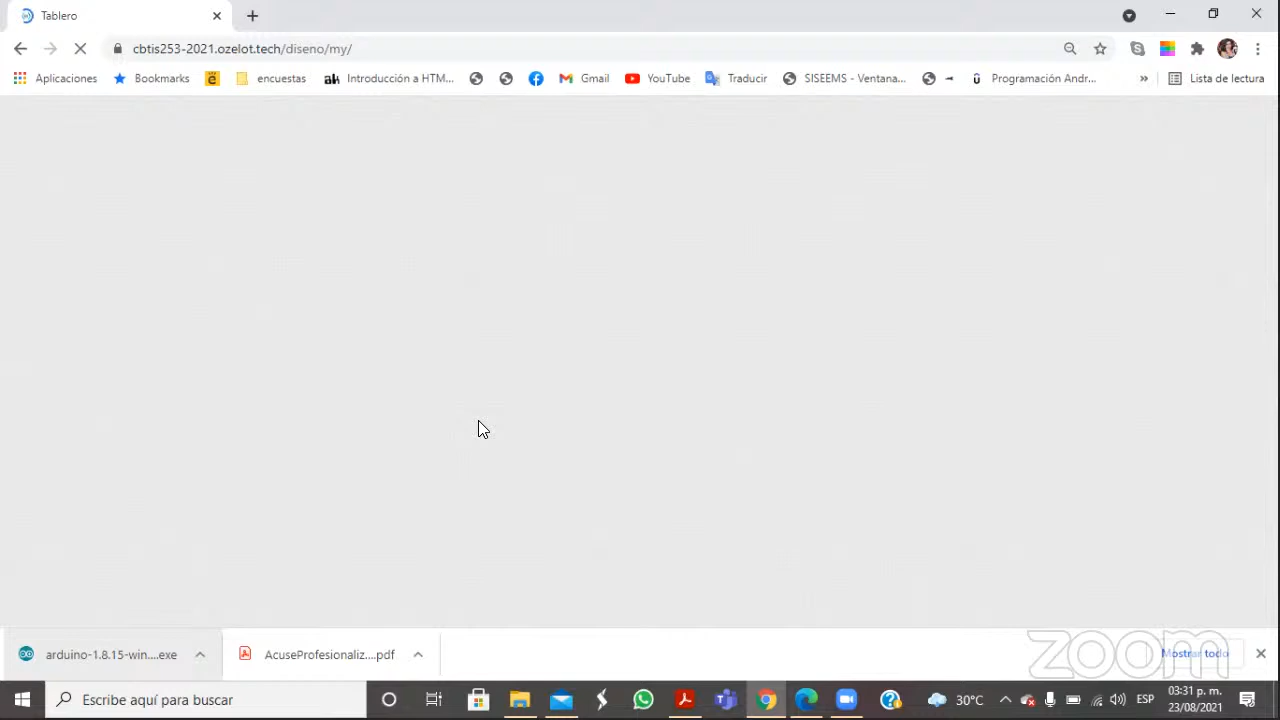 Tablero
cbtis253-2021.ozelot.tech/diseno/my/
Aplicaciones Bookmarks encuestas Introducción a HTM... Gmail YouTube Traducir SISEEMS - Ventana... Programación Andr... » Lista de lectura
arduino-1.8.15-win....exe AcuseProfesionaliz....pdf Mostrar todo
zoom
Escribe aquí para buscar 30°C ESP 03:31 p. m.
23/08/2021